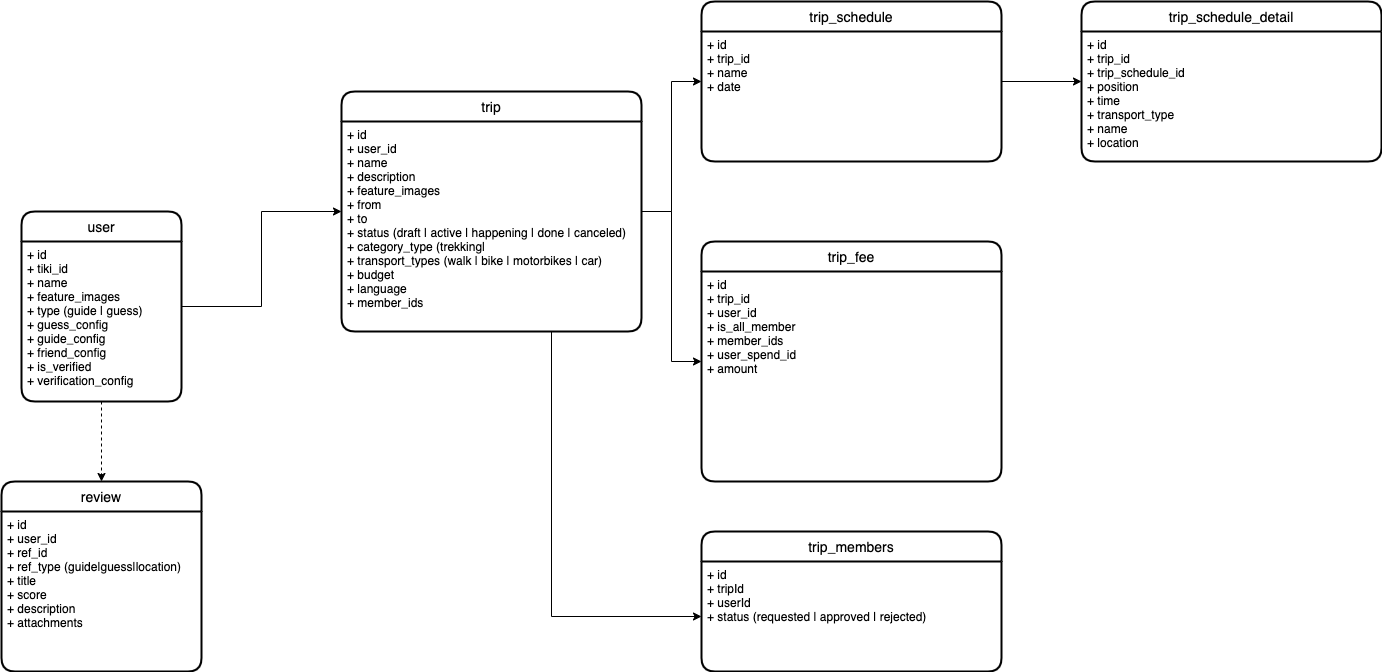 user
+ id
+ tiki_id
+ name
+ feature_images
+ type (guide | guess)
+ guess_config
+ guide_config
+ friend_config
+ is_verified
+ verification_config
review
+ id
+ user_id
+ ref_id
+ ref_type (guide|guess|location)
+ title
+ score
+ description
+ attachments
trip
+ id
+ user_id
+ name
+ description
+ feature_images
+ from
+ to
+ status (draft | active | happening | done | canceled)
+ category_type (trekking|
+ transport_types (walk | bike | motorbikes | car)
+ budget
+ language
+ member_ids
trip_schedule
+ id
+ trip_id
+ name
+ date
trip_schedule_detail
+ id
+ trip_id
+ trip_schedule_id
+ position
+ time
+ transport_type
+ name
+ location
trip_fee
+ id
+ trip_id
+ user_id
+ is_all_member
+ member_ids
+ user_spend_id
+ amount
trip_members
+ id
+ tripId
+ userId
+ status (requested | approved | rejected)